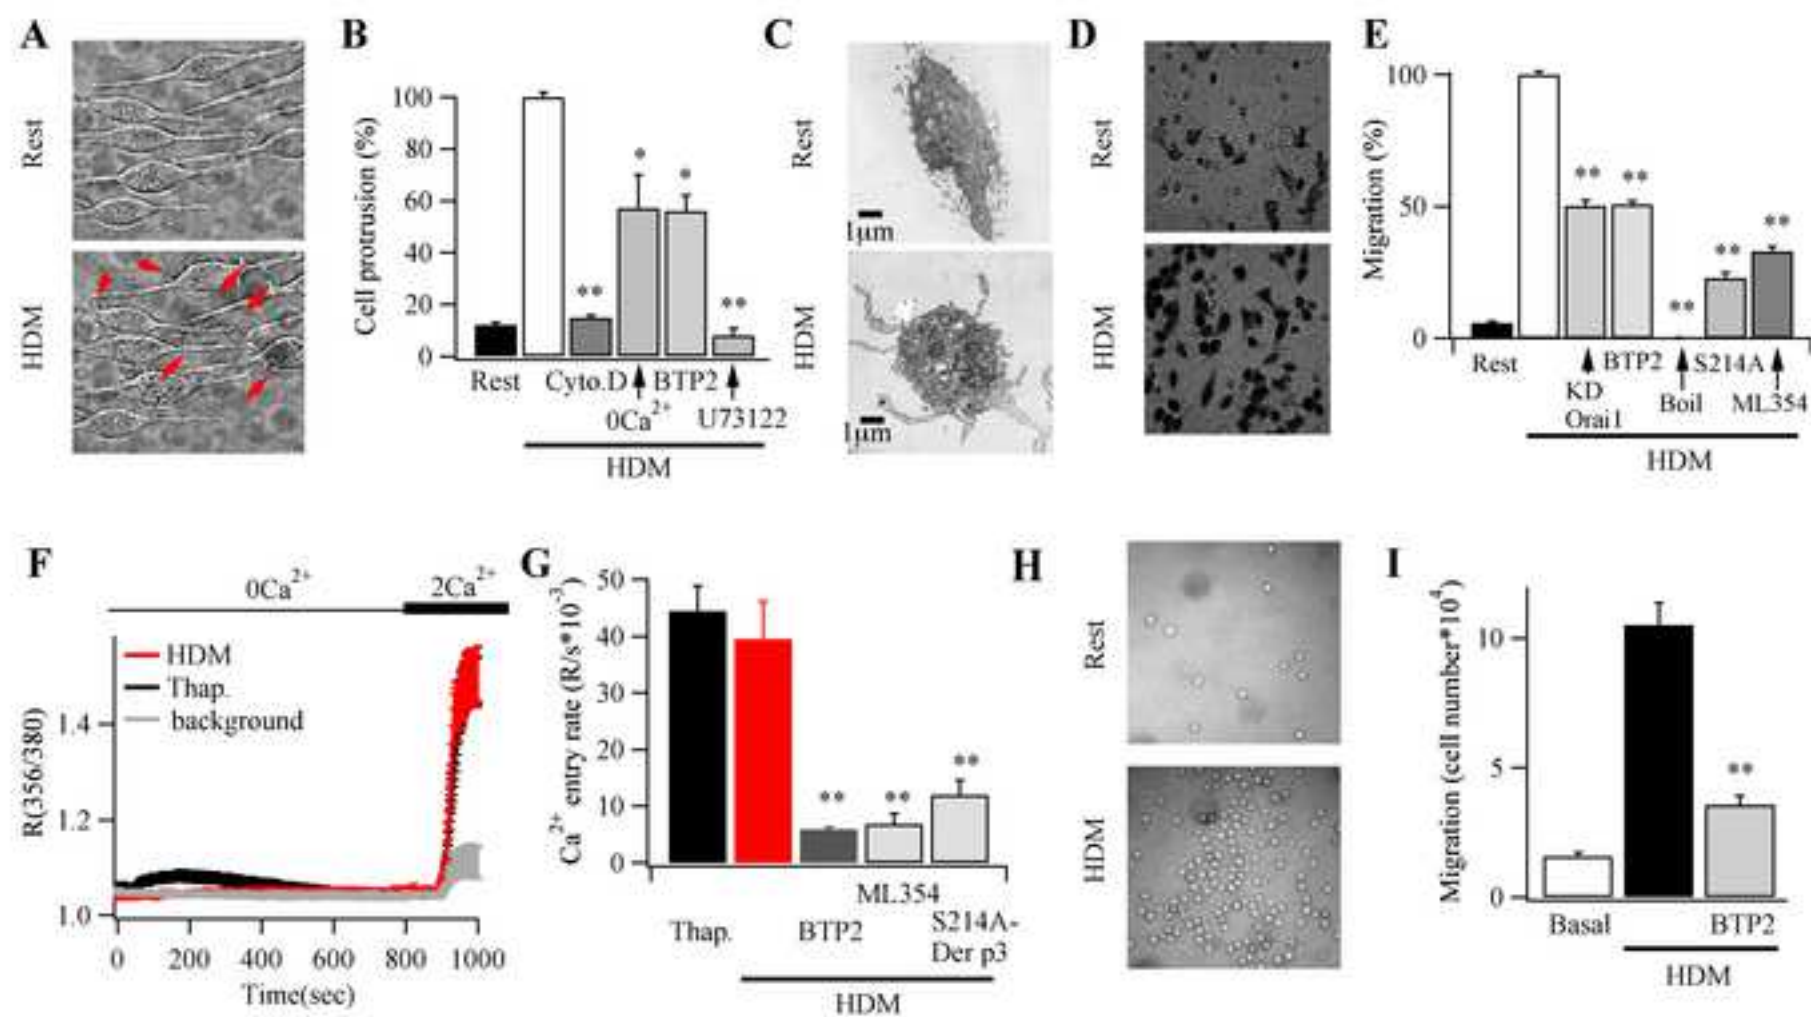 A
Rest
HDM
B
Cell protrusion (%)
100
80
60
40
20
0
**
*
*
**
Rest
Cyto.D
BTP2
0Ca2+
U73122
HDM
C
Rest
1μm
HDM
1μm
D
Rest
HDM
E
Migration (%)
100
50
0
**
**
**
**
**
Rest
BTP2
S214A
KD
Orai1
Boil
ML354
HDM
F
0Ca2+
2Ca2+
HDM
Thap.
background
R(356/380)
1.4
1.2
1.0
0
200
400
600
800
1000
Time(sec)
G
Ca2+ entry rate (R/s*10-3)
50
40
30
20
10
0
**
**
**
ML354
Thap.
BTP2
S214A-
Der p3
HDM
H
Rest
HDM
I
Migration (cell number*104)
10
5
0
**
Basal
BTP2
HDM